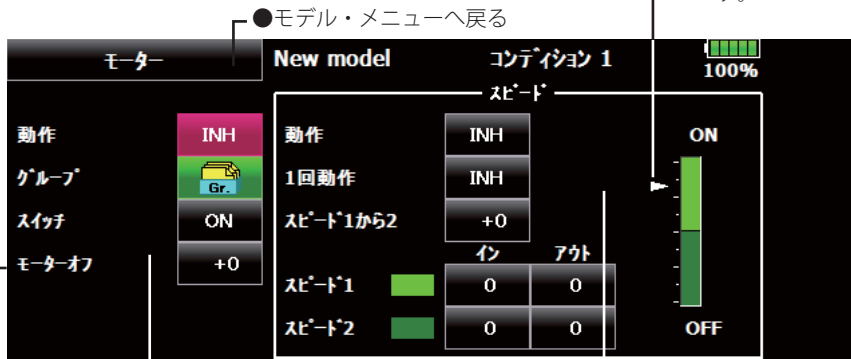 ●モデル・メニューへ戻る
す。
モーター
New model
コンディション 1
100%
スピード
動作 INH
グループ Gr.
スイッチ ON
モーターオフ +0
動作 INH
1回動作 INH
スピード1から2 +0
イン アウト
スピード1 0 0
スピード2 0 0
ON
OFF